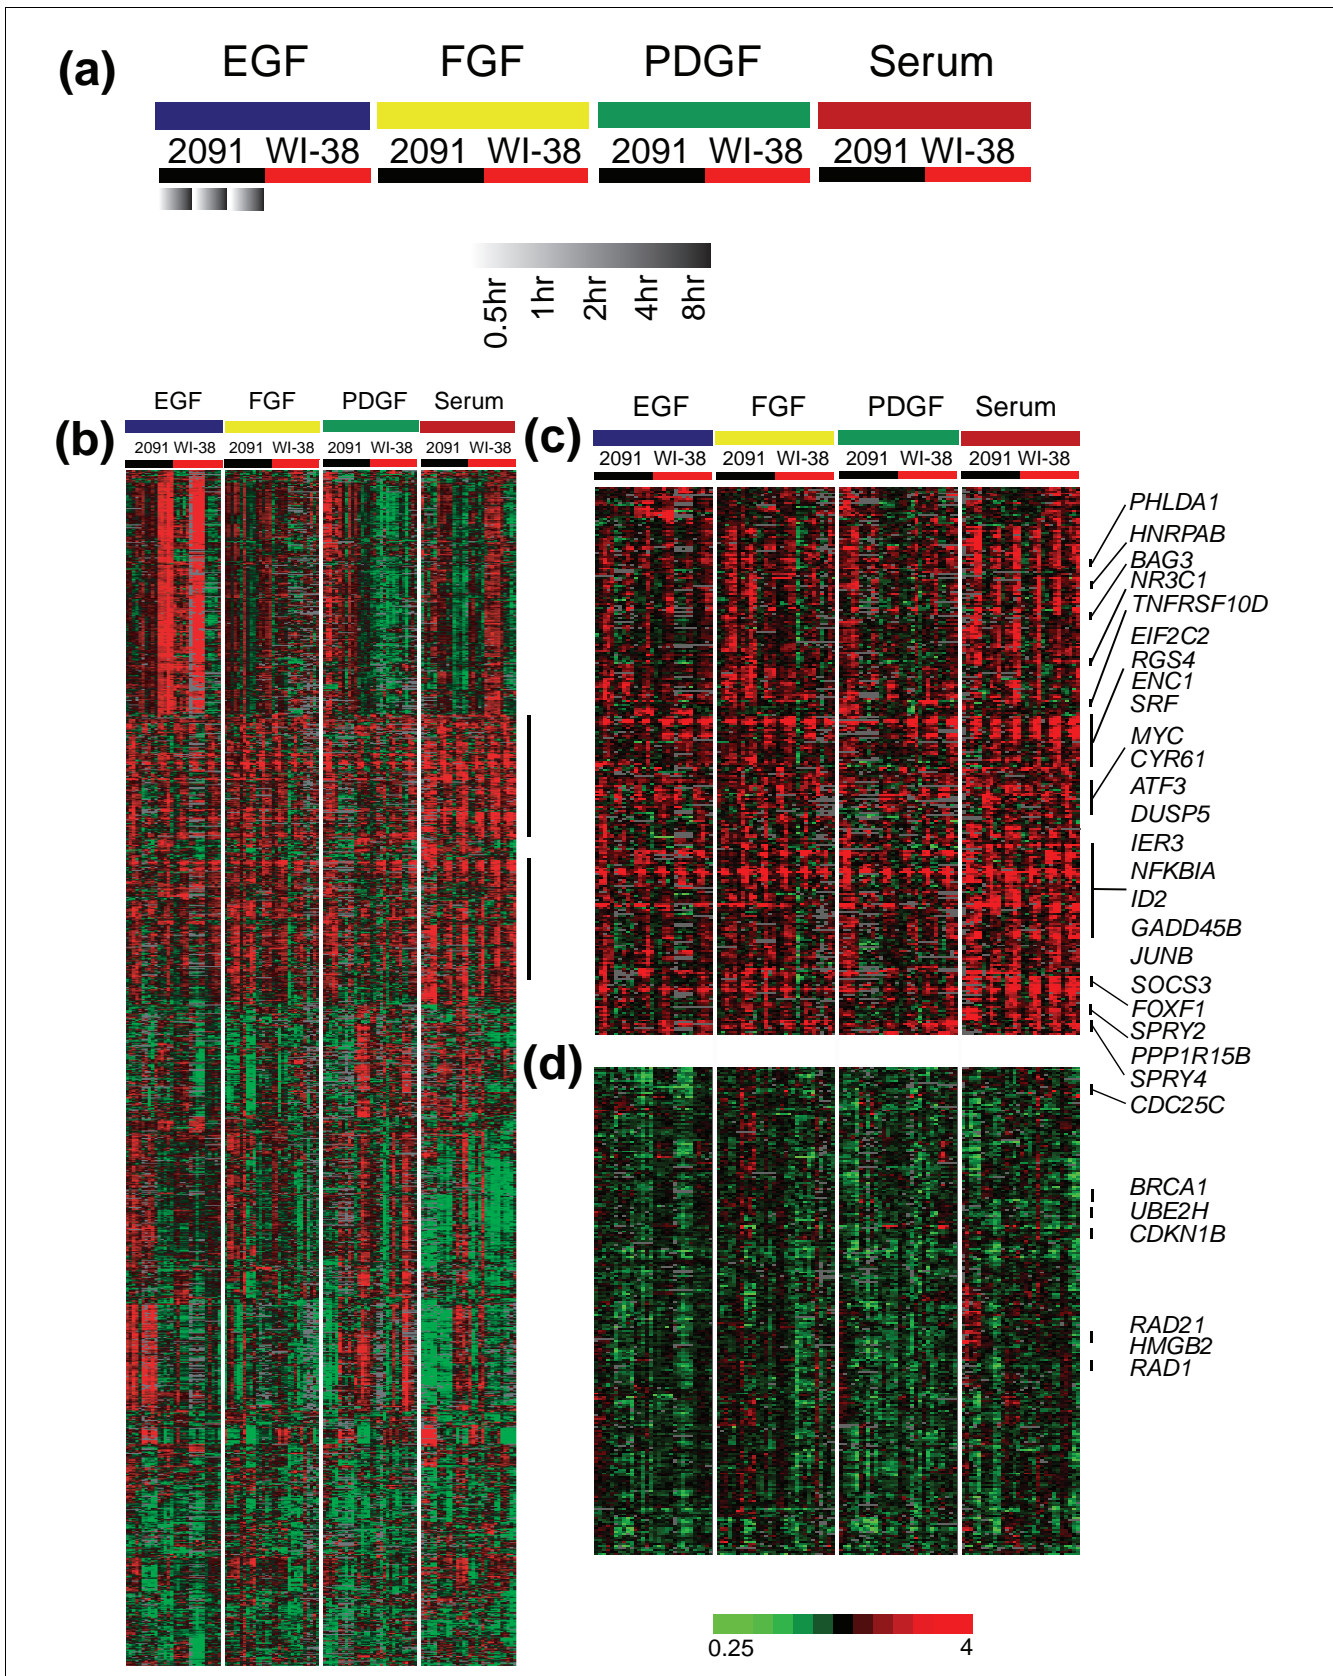 (a)
EGF FGF PDGF Serum
2091 WI-38 2091 WI-38 2091 WI-38 2091 WI-38
0.5hr 1hr 2hr 4hr 8hr
(b)
EGF FGF PDGF Serum
2091 WI-38 2091 WI-38 2091 WI-38 2091 WI-38
(c)
EGF FGF PDGF Serum
2091 WI-38 2091 WI-38 2091 WI-38 2091 WI-38
PHLDA1
HNRPAB
BAG3
NR3C1
TNFRSF10D
EIF2C2
RGS4
ENC1
SRF
MYC
CYR61
ATF3
DUSP5
IER3
NFKBIA
ID2
GADD45B
JUNB
SOCS3
FOXF1
SPRY2
PPP1R15B
SPRY4
CDC25C
(d)
BRCA1
UBE2H
CDKN1B
RAD21
HMGB2
RAD1
0.25 4